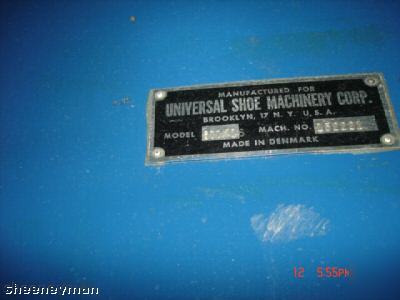 MANUFACTURED FOR
UNIVERSAL SHOE MACHINERY CORP.
BROOKLYN, 17 N. Y. U. S. A.
MODEL MACH. NO.
MADE IN DENMARK
12 5:55PM
sheeneyman